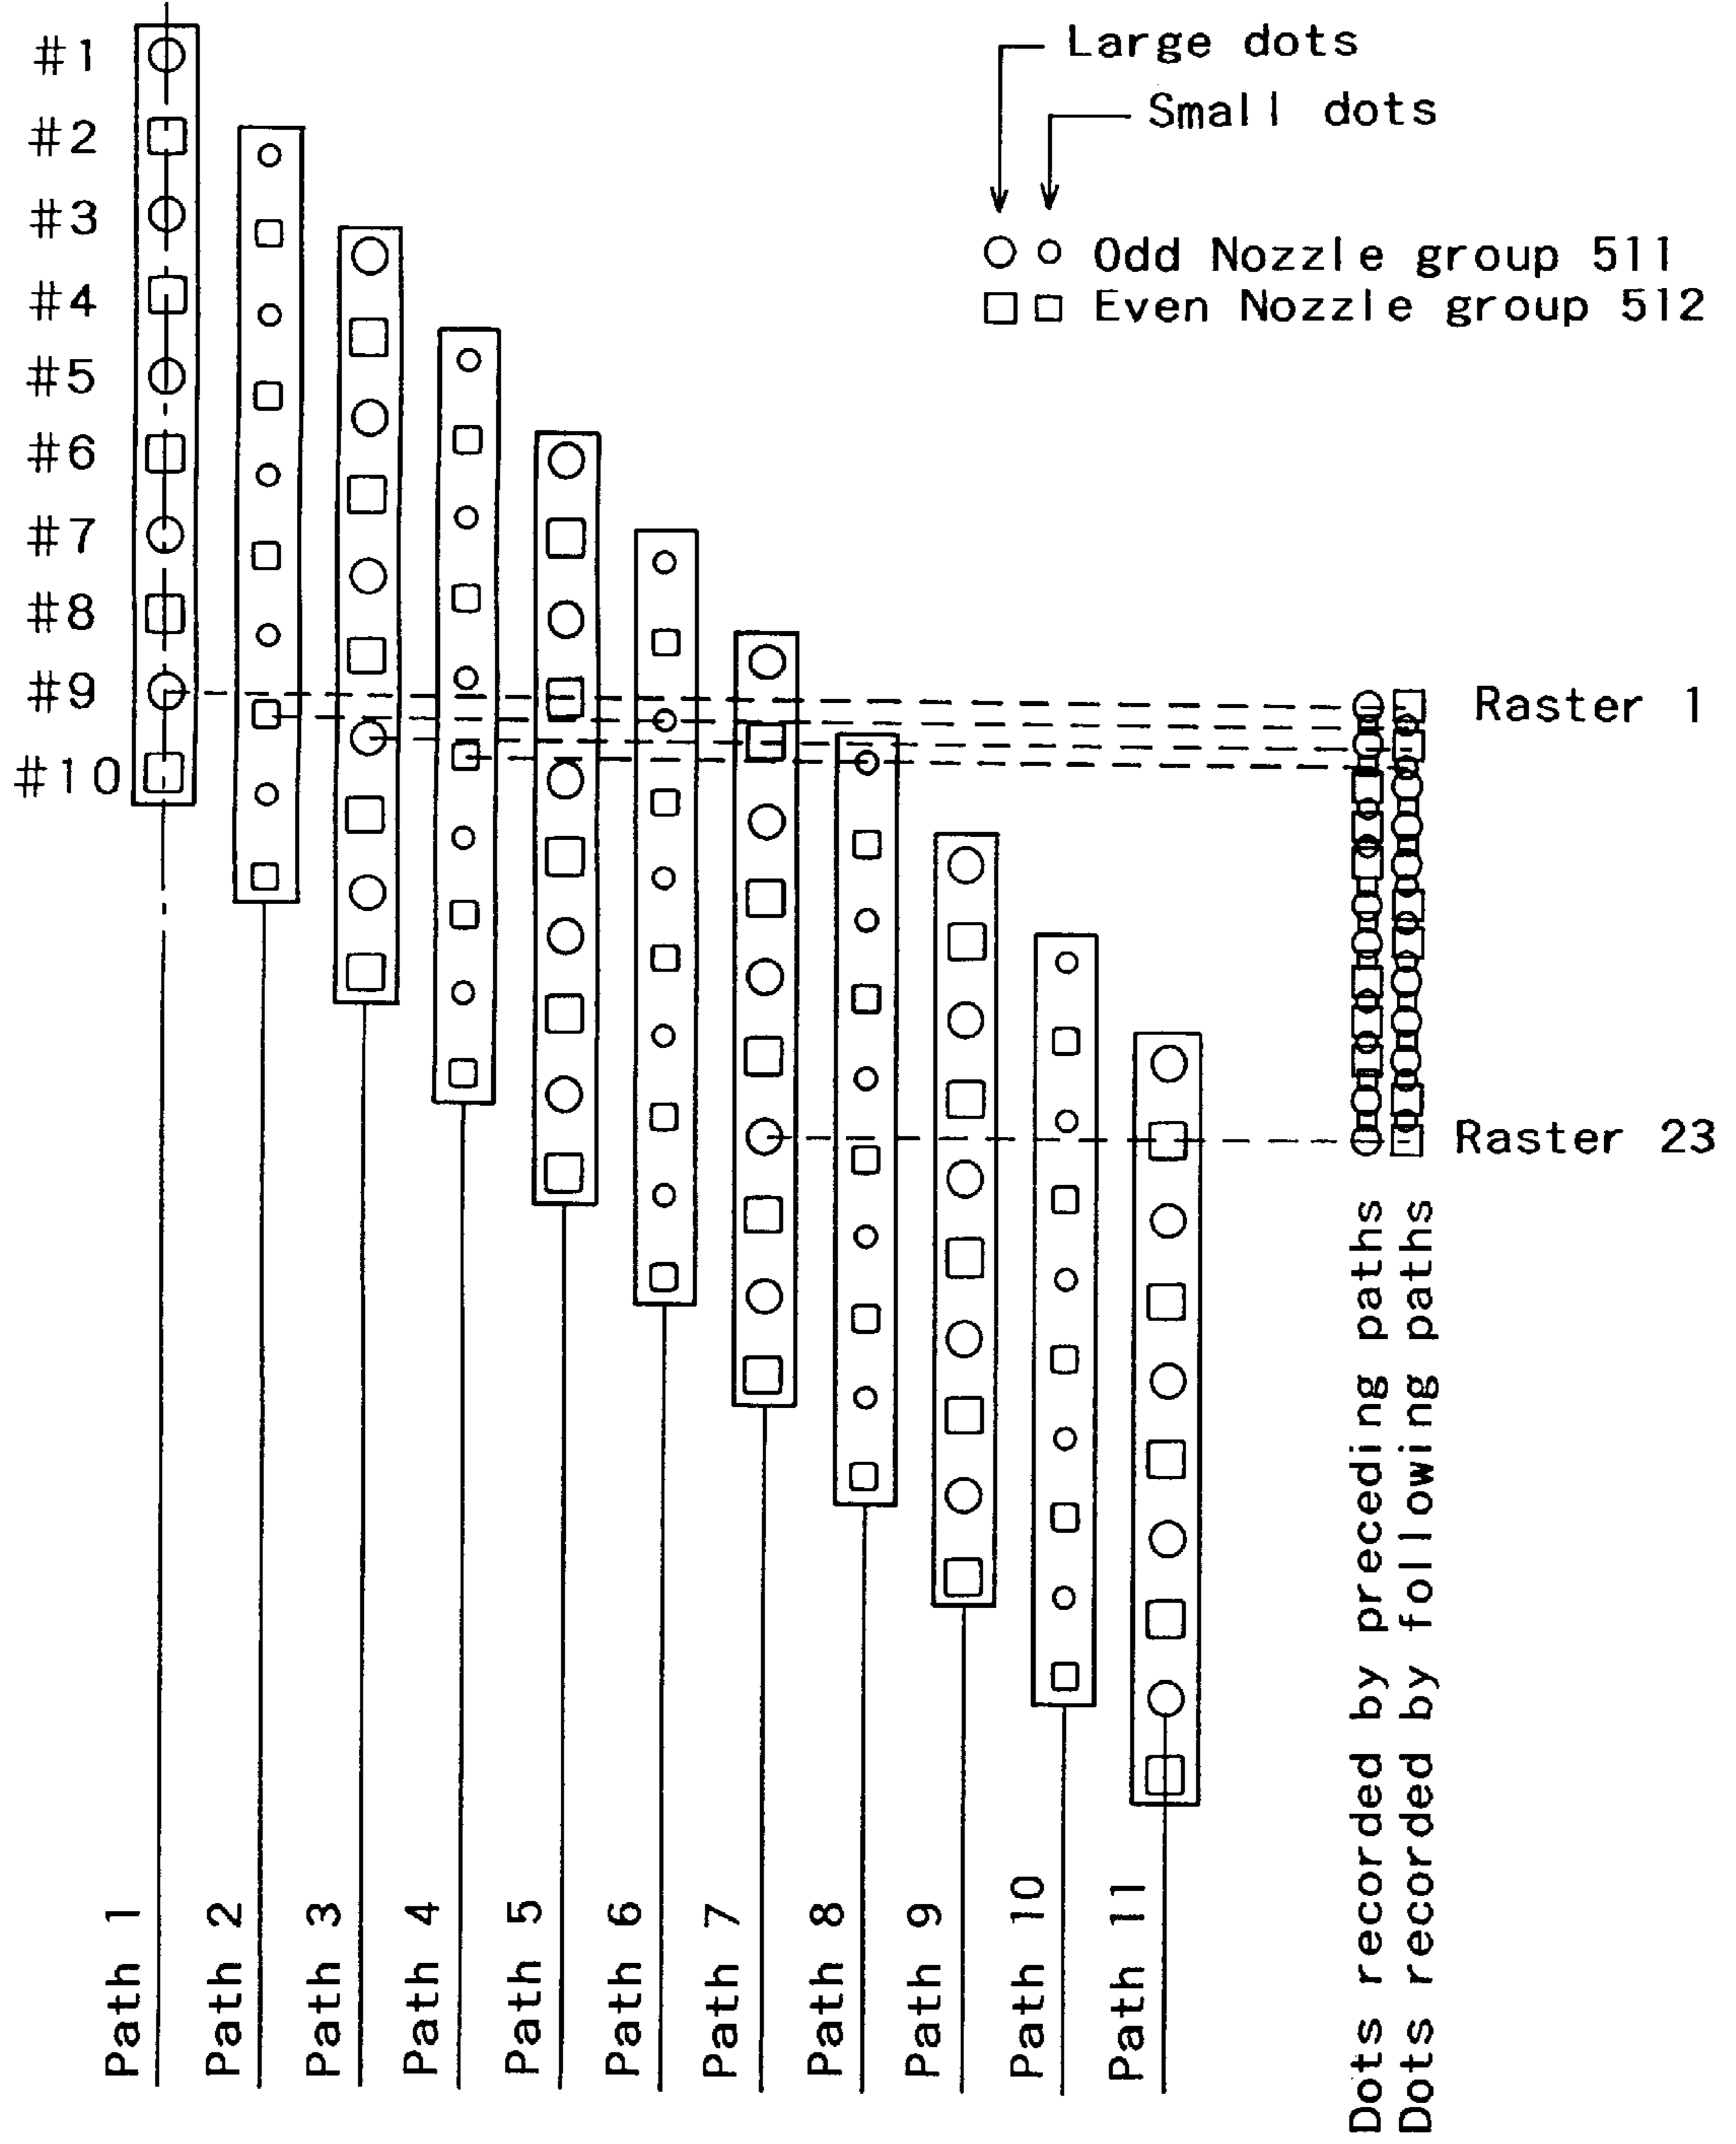 Large dots
Small dots
Odd Nozzle group 511
Even Nozzle group 512
#1
#2
#3
#4
#5
#6
#7
#8
#9
#10
Raster 1
Raster 23
Path 1
Path 2
Path 3
Path 4
Path 5
Path 6
Path 7
Path 8
Path 9
Path 10
Path 11
Dots recorded by preceding paths
Dots recorded by following paths